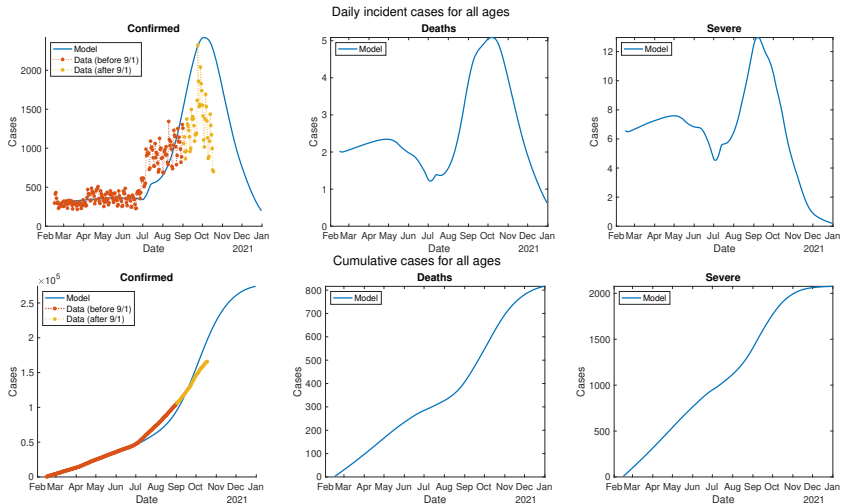 Daily incident cases for all ages
Confirmed
Deaths
Severe
Cases
2500
2000
1500
1000
500
0
Model
Data (before 9/1)
Data (after 9/1)
Feb Mar Apr May Jun Jul Aug Sep Oct Nov Dec Jan
Date
2021
Cases
5
4
3
2
1
0
Model
Feb Mar Apr May Jun Jul Aug Sep Oct Nov Dec Jan
Date
2021
Cases
12
10
8
6
4
2
0
Model
Feb Mar Apr May Jun Jul Aug Sep Oct Nov Dec Jan
Date
2021
Cumulative cases for all ages
Confirmed
Deaths
Severe
×10⁵
Cases
2.5
2
1.5
1
0.5
0
Model
Data (before 9/1)
Data (after 9/1)
Feb Mar Apr May Jun Jul Aug Sep Oct Nov Dec Jan
Date
2021
Cases
800
700
600
500
400
300
200
100
0
Model
Feb Mar Apr May Jun Jul Aug Sep Oct Nov Dec Jan
Date
2021
Cases
2000
1500
1000
500
0
Model
Feb Mar Apr May Jun Jul Aug Sep Oct Nov Dec Jan
Date
2021